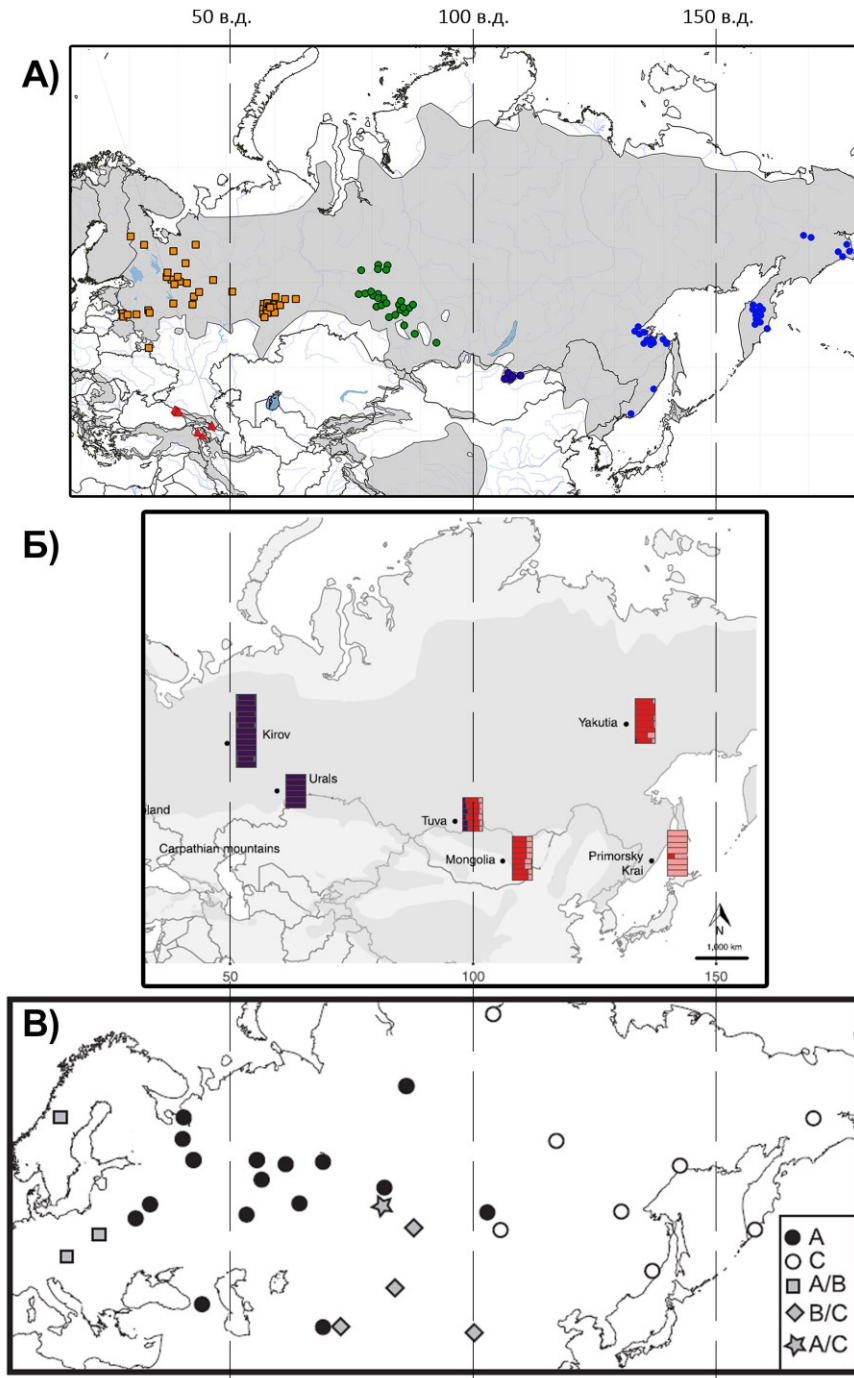 50 в.д.
100 в.д.
150 в.д.
А)
Б)
Kirov
Urals
Yakutia
land
Carpathian mountains
Tuva
Mongolia
Primorsky
Krai
N
1,000 km
50
100
150
В)
A
C
A/B
B/C
A/C